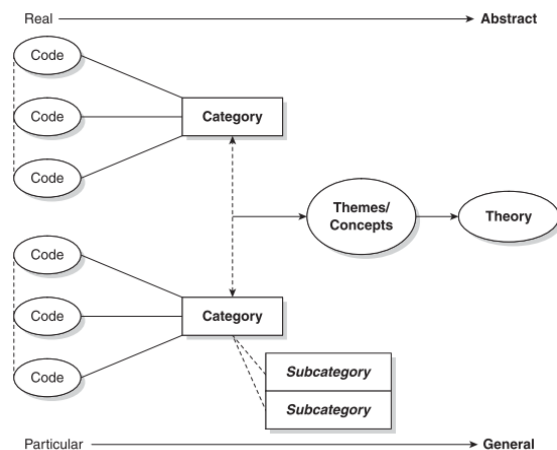 Real
Abstract
Code
Code
Category
Code
Themes/
Concepts
Theory
Code
Code
Category
Code
Subcategory
Subcategory
Particular
General